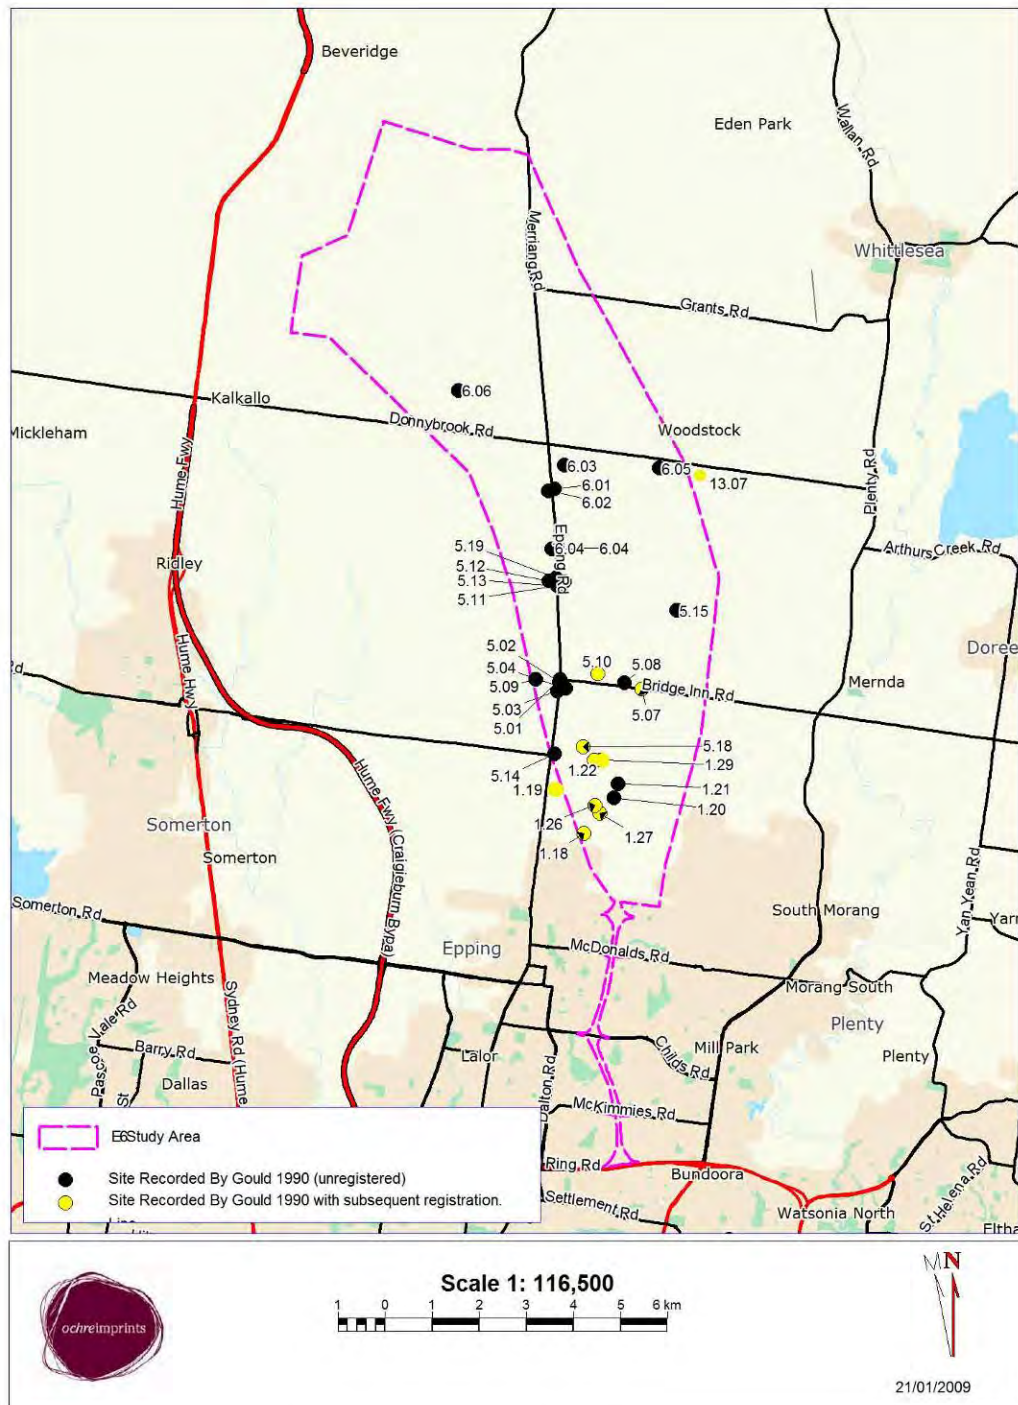 Beveridge
Eden Park
Wallan Rd
Merriang Rd
Whittlesea
Grants Rd
6.06
Kalkallo
Donnybrook Rd
Woodstock
Mickleham
Hume Fwy
6.03
6.05
13.07
6.01
6.02
Plenty Rd
Epping Rd
Arthurs Creek Rd
5.19
6.04
6.04
Ridley
5.12
5.13
5.11
5.15
5.02
5.10
5.08
Doree
5.04
Rd
5.09
Bridge Inn Rd
Mernda
5.03
5.07
5.01
Hume Hwy
5.18
5.14
1.22
1.29
1.19
1.21
1.20
Hume Fwy (Craigieburn Bypa)
Somerton
1.26
1.27
Somerton
1.18
Yan Yean Rd
Somerton Rd
South Morang
Yarr
Epping
McDonalds Rd
Meadow Heights
Morang South
Pascoe Vale Rd
Sydney Rd Hume
Plenty
Barry Rd
Lalor
Childs Rd
Mill Park
Plenty
Dallas
St
Dalton Rd
McKimmies Rd
E6Study Area
Ring Rd
Bundoora
Site Recorded By Gould 1990 (unregistered)
Site Recorded By Gould 1990 with subsequent registration.
Settlement Rd
Watsonia North
St Helena Rd
Eltha
Scale 1: 116,500
1 0 1 2 3 4 5 6 km
ochreimprints
MN
21/01/2009